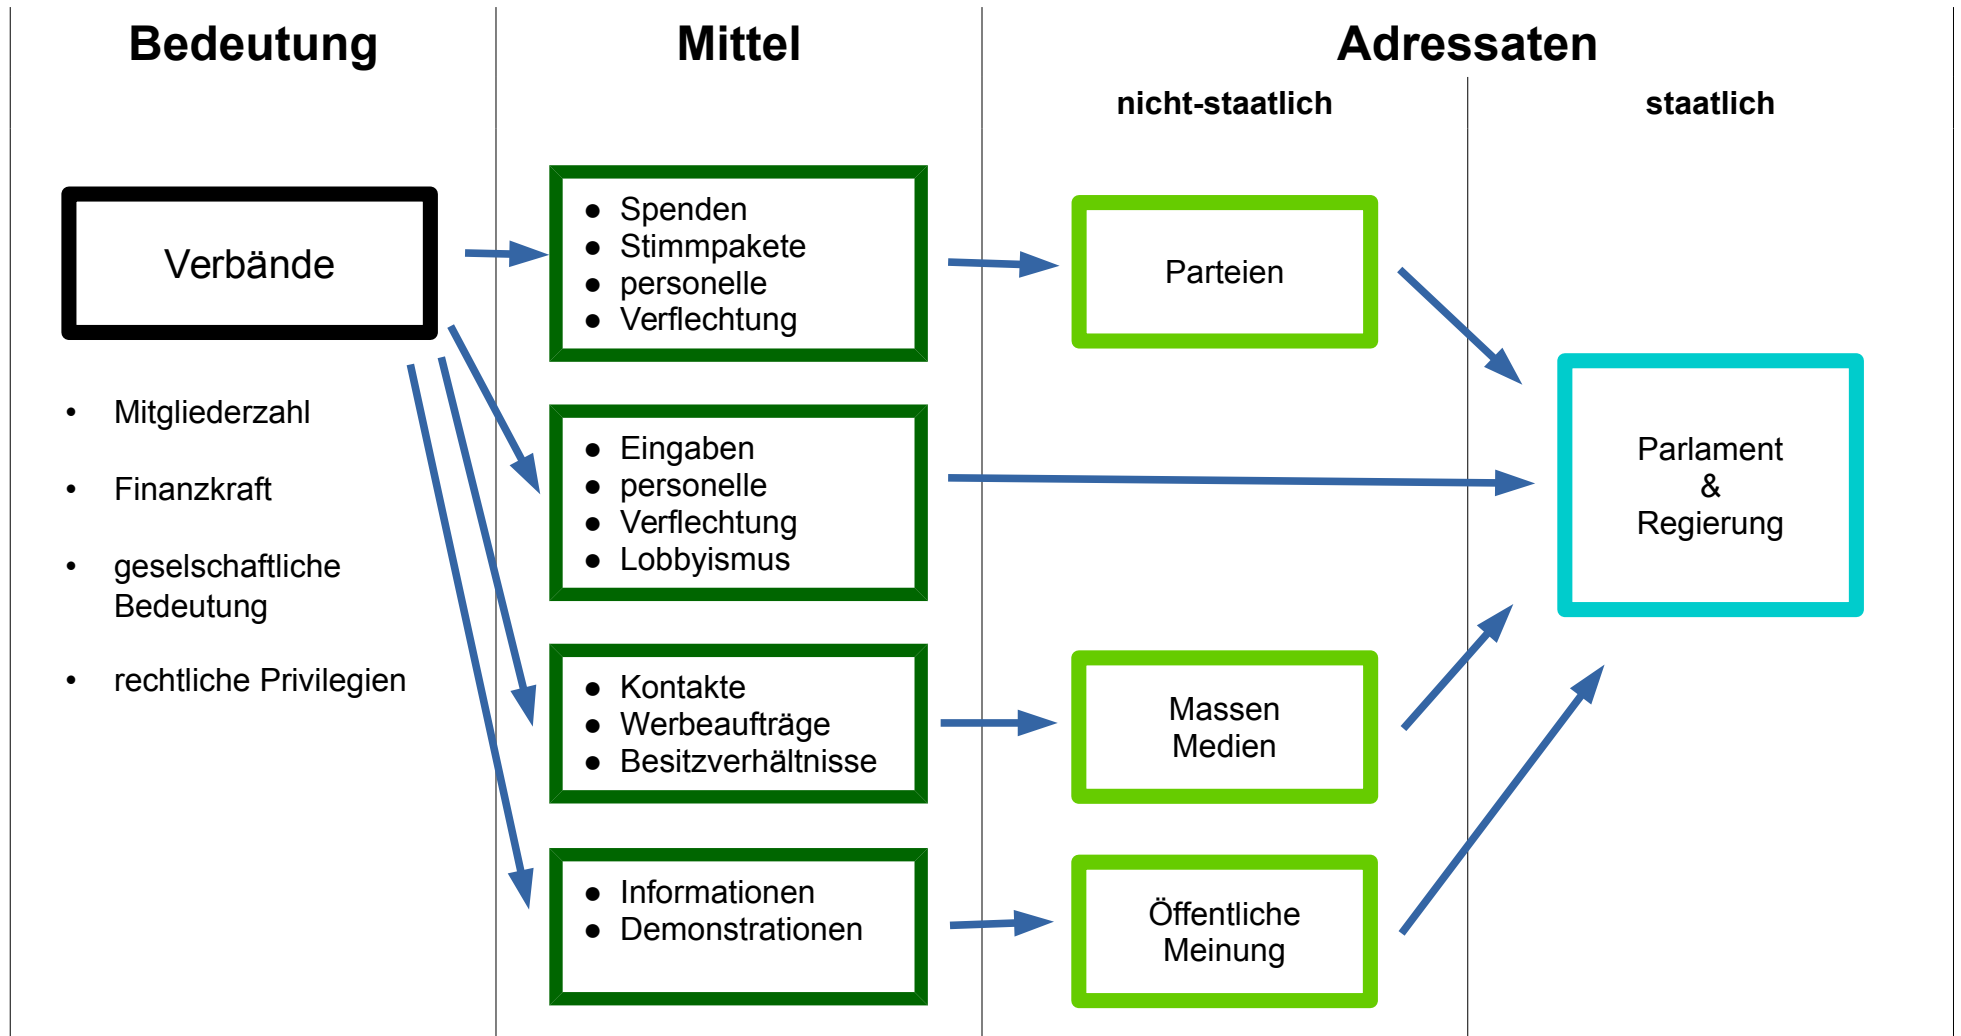 Bedeutung
Mittel
Adressaten
nicht-staatlich
staatlich
Verbände
• Mitgliederzahl
• Finanzkraft
• geselschaftliche
Bedeutung
• rechtliche Privilegien
● Spenden
● Stimmpakete
● personelle
● Verflechtung
● Eingaben
● personelle
● Verflechtung
● Lobbyismus
● Kontakte
● Werbeaufträge
● Besitzverhältnisse
● Informationen
● Demonstrationen
Parteien
Massen
Medien
Öffentliche
Meinung
Parlament
&
Regierung